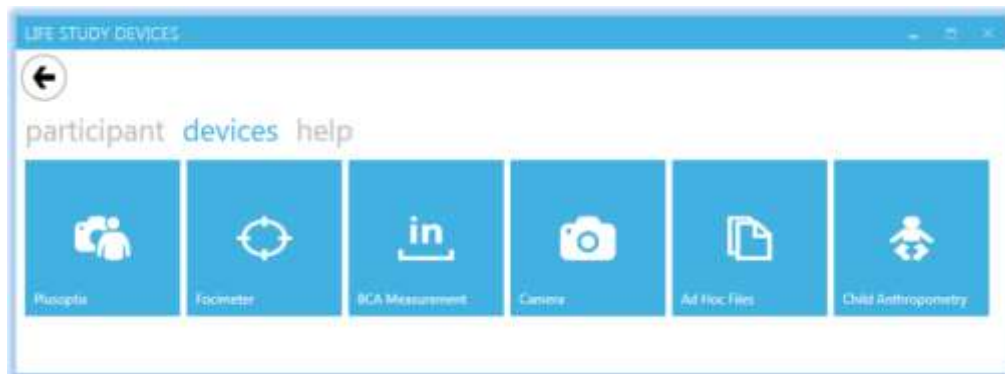 LIFE STUDY DEVICES
participant devices help
in
Plusoptix Focimeter BCA Measurement Camera Ad Hoc Files Child Anthropometry